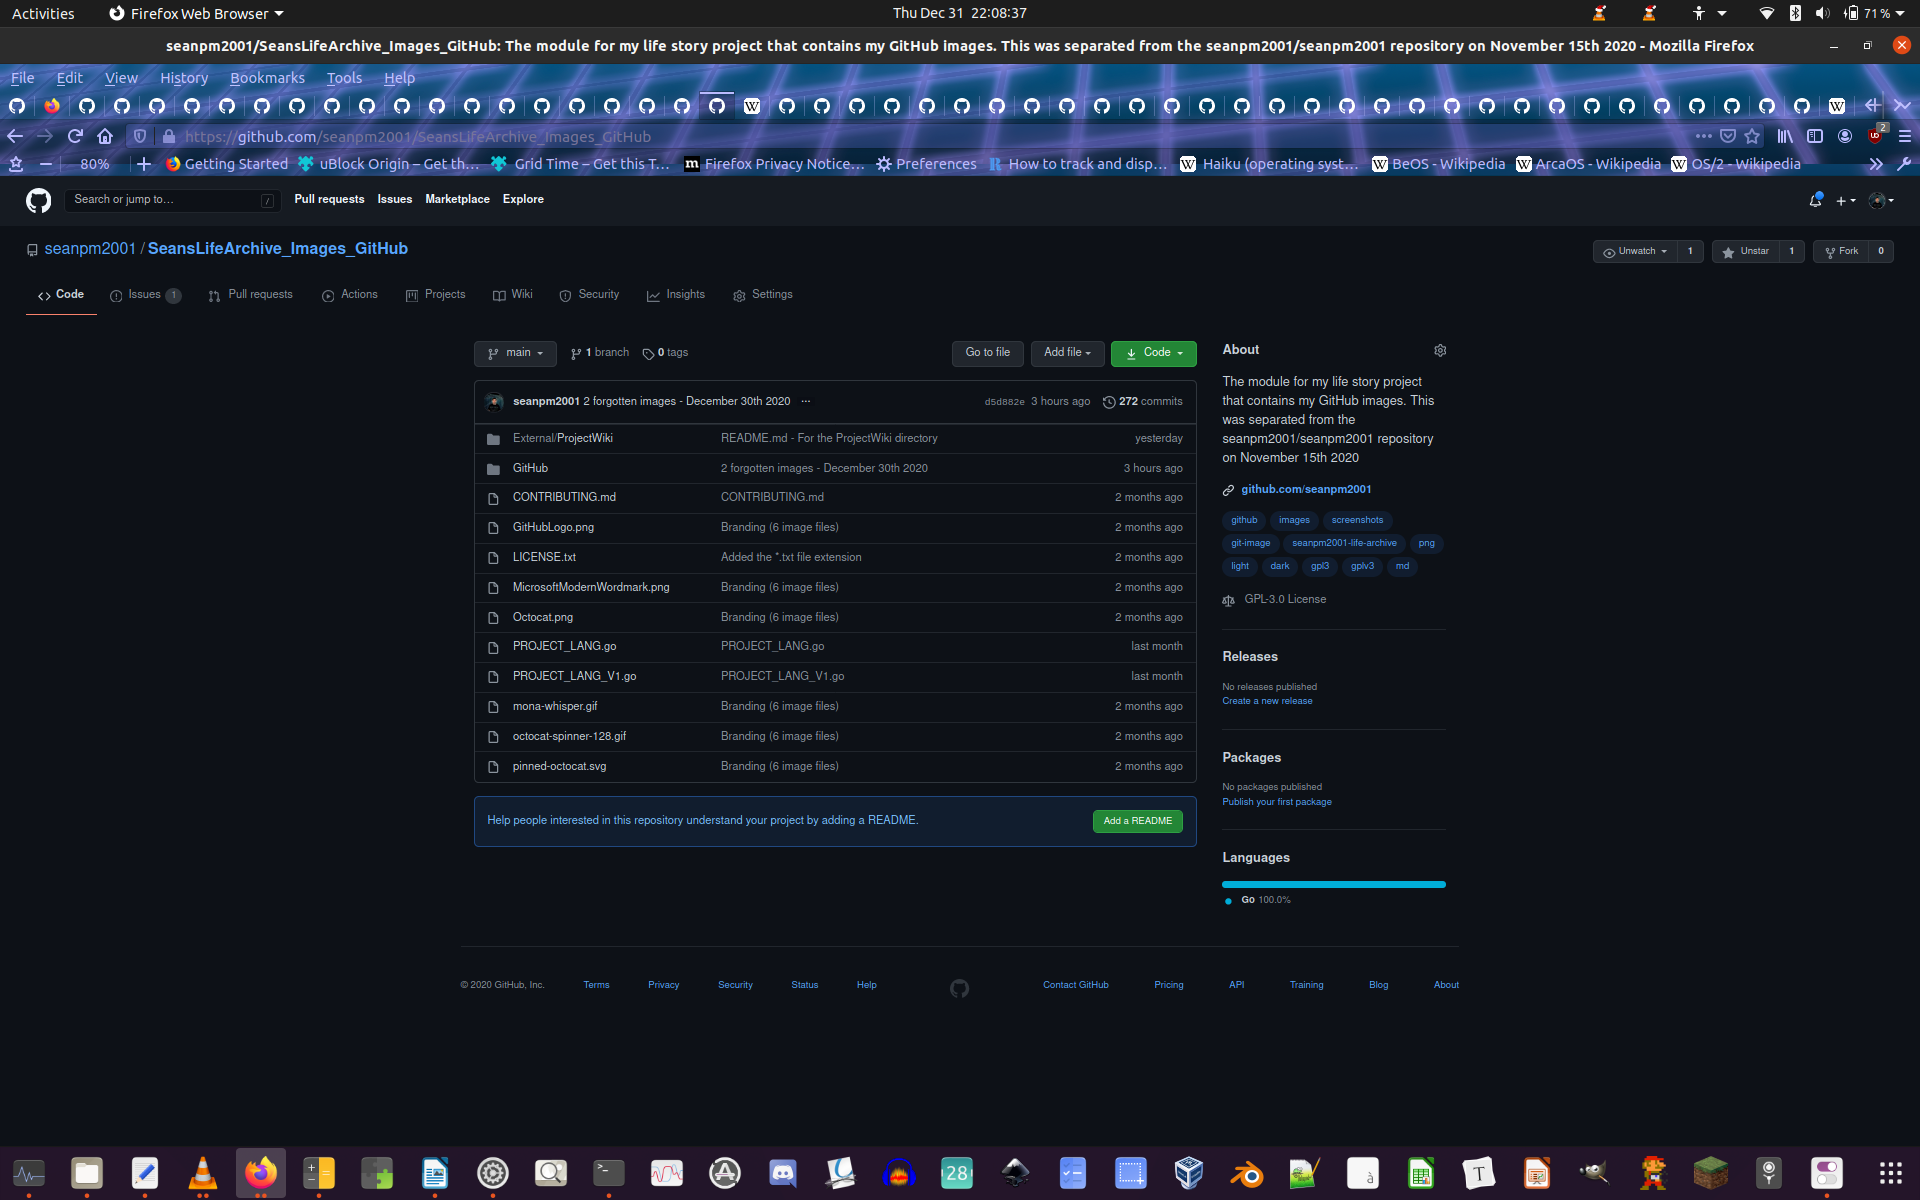 Activities Firefox Web Browser Thu Dec 31 22:08:37 71 %
seanpm2001/SeansLifeArchive_Images_GitHub: The module for my life story project that contains my GitHub images. This was separated from the seanpm2001/seanpm2001 repository on November 15th 2020 - Mozilla Firefox
File Edit View History Bookmarks Tools Help
https://github.com/seanpm2001/SeansLifeArchive_Images_GitHub 2
80% Getting Started uBlock Origin – Get th… Grid Time – Get this T… Firefox Privacy Notice… Preferences How to track and disp… Haiku (operating syst… BeOS - Wikipedia ArcaOS - Wikipedia OS/2 - Wikipedia
Search or jump to… / Pull requests Issues Marketplace Explore
seanpm2001 / SeansLifeArchive_Images_GitHub Unwatch 1 Unstar 1 Fork 0
Code Issues 1 Pull requests Actions Projects Wiki Security Insights Settings
main 1 branch 0 tags Go to file Add file Code
seanpm2001 2 forgotten images - December 30th 2020 ... d5d882e 3 hours ago 272 commits
External/ProjectWiki README.md - For the ProjectWiki directory yesterday
GitHub 2 forgotten images - December 30th 2020 3 hours ago
CONTRIBUTING.md CONTRIBUTING.md 2 months ago
GitHubLogo.png Branding (6 image files) 2 months ago
LICENSE.txt Added the *.txt file extension 2 months ago
MicrosoftModernWordmark.png Branding (6 image files) 2 months ago
Octocat.png Branding (6 image files) 2 months ago
PROJECT_LANG.go PROJECT_LANG.go last month
PROJECT_LANG_V1.go PROJECT_LANG_V1.go last month
mona-whisper.gif Branding (6 image files) 2 months ago
octocat-spinner-128.gif Branding (6 image files) 2 months ago
pinned-octocat.svg Branding (6 image files) 2 months ago
Help people interested in this repository understand your project by adding a README. Add a README
About
The module for my life story project
that contains my GitHub images. This
was separated from the
seanpm2001/seanpm2001 repository
on November 15th 2020
github.com/seanpm2001
github images screenshots
git-image seanpm2001-life-archive png
light dark gpl3 gplv3 md
GPL-3.0 License
Releases
No releases published
Create a new release
Packages
No packages published
Publish your first package
Languages
Go 100.0%
© 2020 GitHub, Inc. Terms Privacy Security Status Help Contact GitHub Pricing API Training Blog About
28